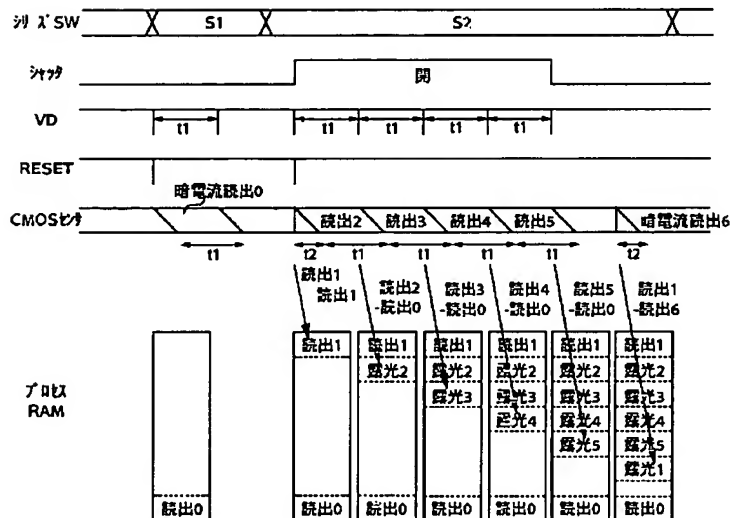 ﾚﾘｰｽﾞSW S1 S2
ｼｬｯﾀ 開
VD t1 t1 t1 t1 t1
RESET
暗電流読出0
CMOSｾﾝｻ 読出2 読出3 読出4 読出5 暗電流読出6
t1 t2 t1 t1 t1 t1 t2
読出1 読出1 読出2 -読出0 読出3 -読出0 読出4 -読出0 読出5 -読出0 読出1 -読出6
ﾌﾟﾛｾｽ RAM
読出1 読出1 読出1 読出1 読出1 読出1
露光2 露光2 露光2 露光2 露光2
露光3 露光3 露光3 露光3
露光4 露光4 露光4
露光5 露光5
露光1
読出0 読出0 読出0 読出0 読出0 読出0 読出0